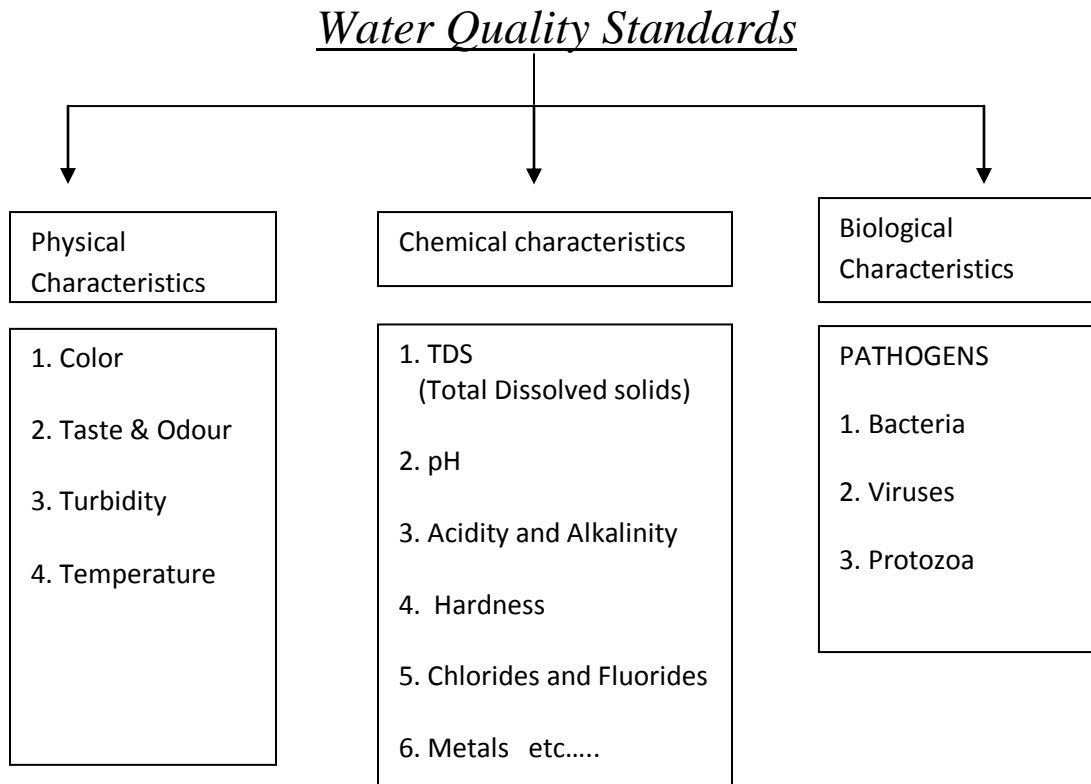 Water Quality Standards
Physical
Characteristics
Chemical characteristics
Biological
Characteristics
1. Color
2. Taste & Odour
3. Turbidity
4. Temperature
1. TDS
(Total Dissolved solids)
2. pH
3. Acidity and Alkalinity
4. Hardness
5. Chlorides and Fluorides
6. Metals etc.....
PATHOGENS
1. Bacteria
2. Viruses
3. Protozoa